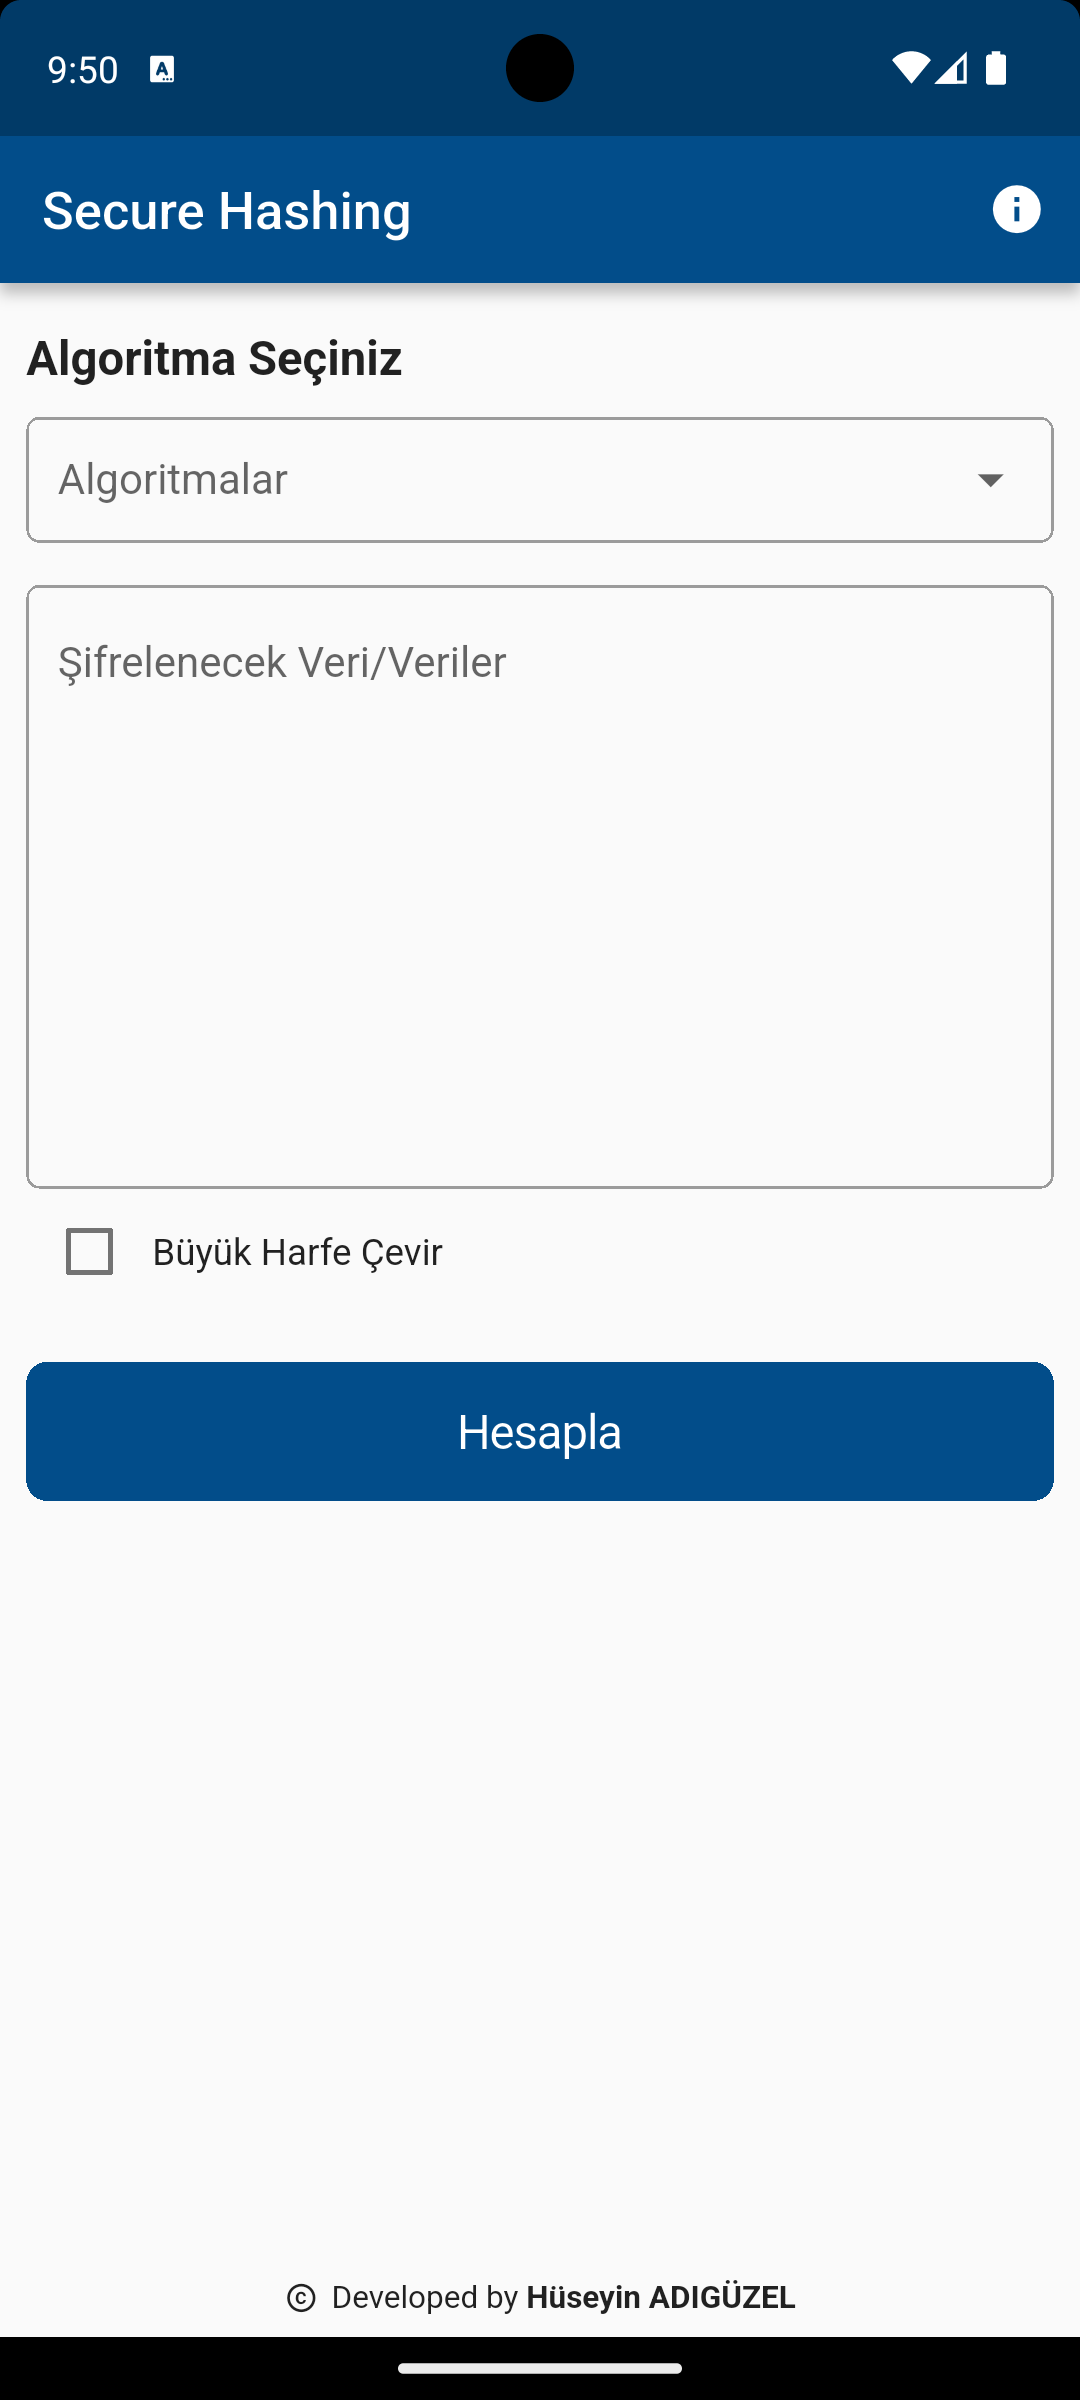 9:50
Secure Hashing
Algoritma Seçiniz
Algoritmalar
Şifrelenecek Veri/Veriler
Büyük Harfe Çevir
Hesapla
© Developed by Hüseyin ADIGÜZEL